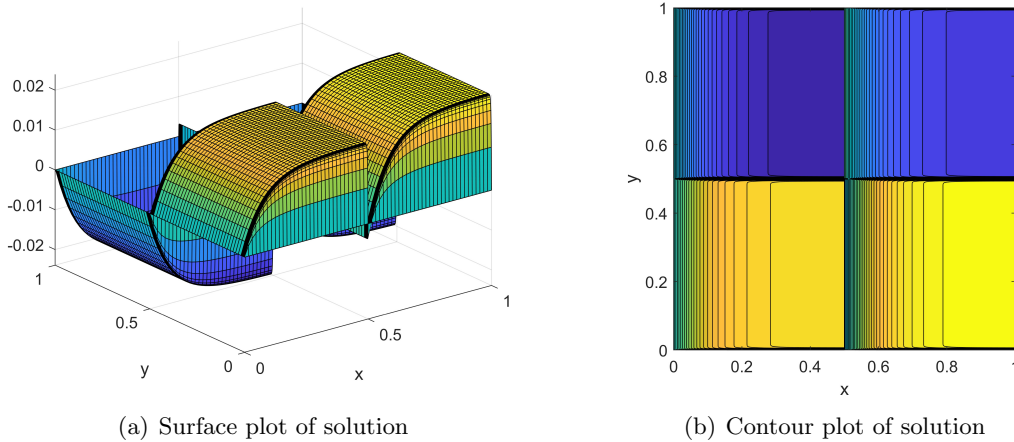 0.02
0.01
0
-0.01
-0.02
1
0.5
0
y
0
0.5
1
x
(a) Surface plot of solution
1
0.8
0.6
0.4
0.2
0
y
0 0.2 0.4 0.6 0.8 1
x
(b) Contour plot of solution